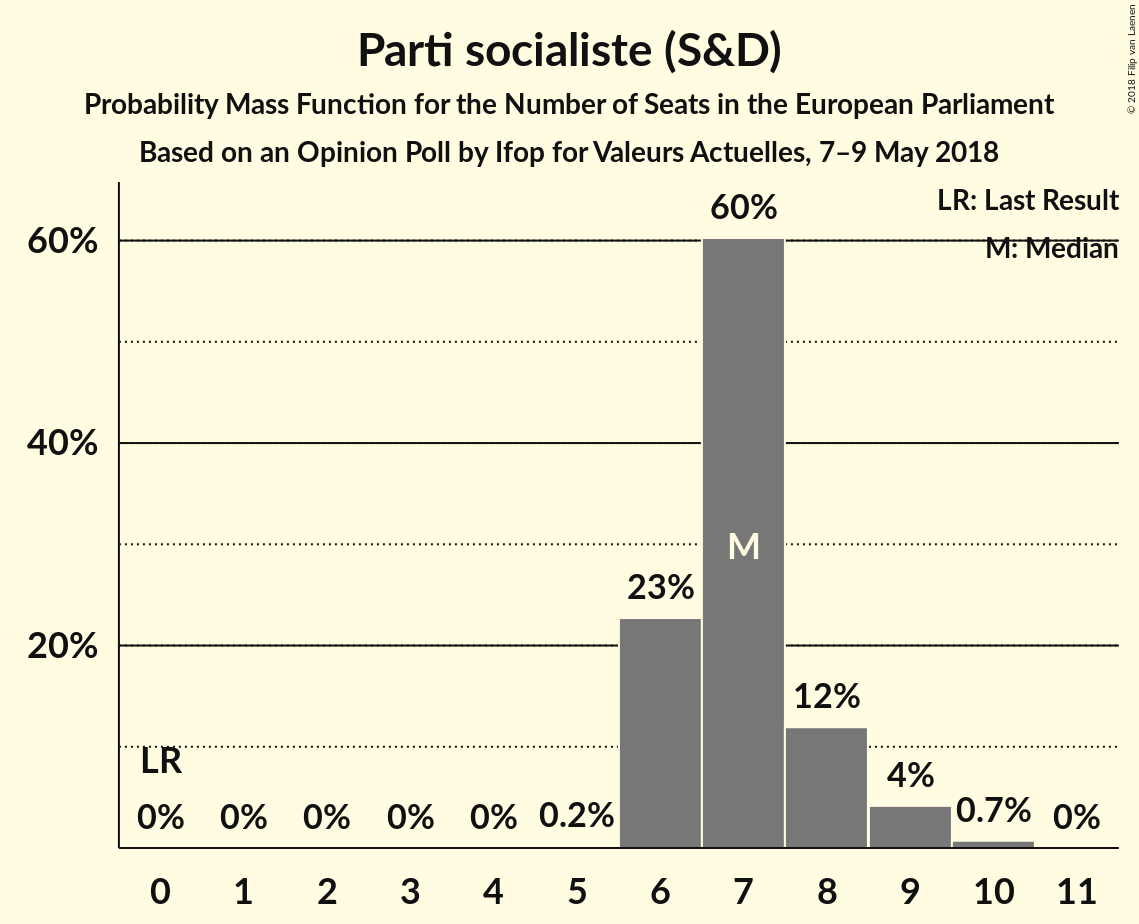 Parti socialiste (S&D)
Probability Mass Function for the Number of Seats in the European Parliament
Based on an Opinion Poll by Ifop for Valeurs Actuelles, 7–9 May 2018
© 2018 Filip van Laenen
LR: Last Result
M: Median
60%
40%
20%
LR
0% 0% 0% 0% 0% 0.2% 23% 60% 12% 4% 0.7% 0%
M
0 1 2 3 4 5 6 7 8 9 10 11